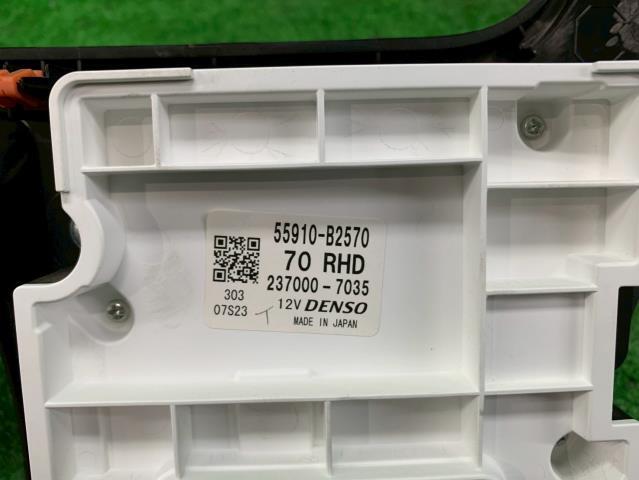 55910-B2570
70 RHD
237000-7035
303
12V DENSO
07S23
MADE IN JAPAN